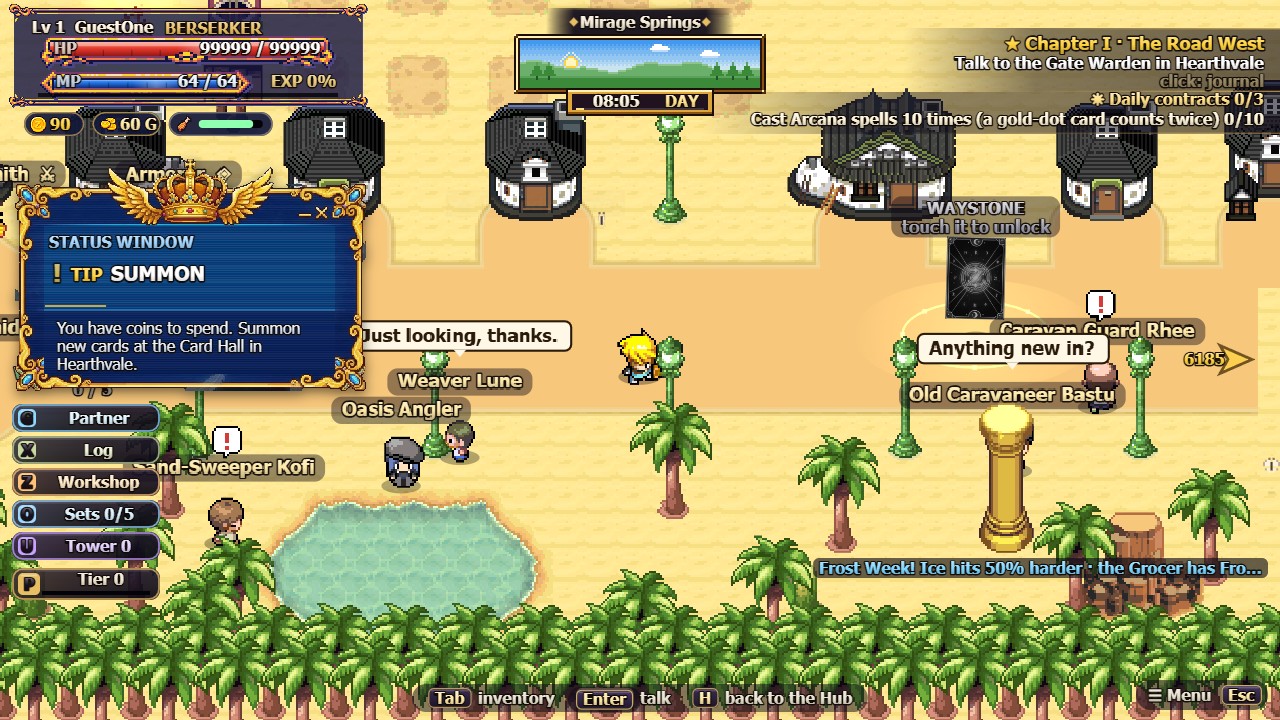 Lv 1 GuestOne BERSERKER
HP 99999 / 99999
MP 64 / 64 EXP 0%
90
60 G
Mirage Springs
08:05 DAY
★ Chapter I · The Road West
Talk to the Gate Warden in Hearthvale
click: journal
Daily contracts 0/3
Cast Arcana spells 10 times (a gold-dot card counts twice) 0/10
WAYSTONE
touch it to unlock
STATUS WINDOW
! TIP SUMMON
You have coins to spend. Summon
new cards at the Card Hall in
Hearthvale.
Just looking, thanks.
Weaver Lune
Oasis Angler
!
Caravan Guard Rhee
Anything new in?
6185
Old Caravaneer Bastu
Partner
X Log
!
Sand-Sweeper Kofi
Z Workshop
O Sets 0/5
U Tower 0
P Tier 0
Frost Week! Ice hits 50% harder · the Grocer has Fro...
Tab inventory Enter talk H back to the Hub
☰ Menu Esc